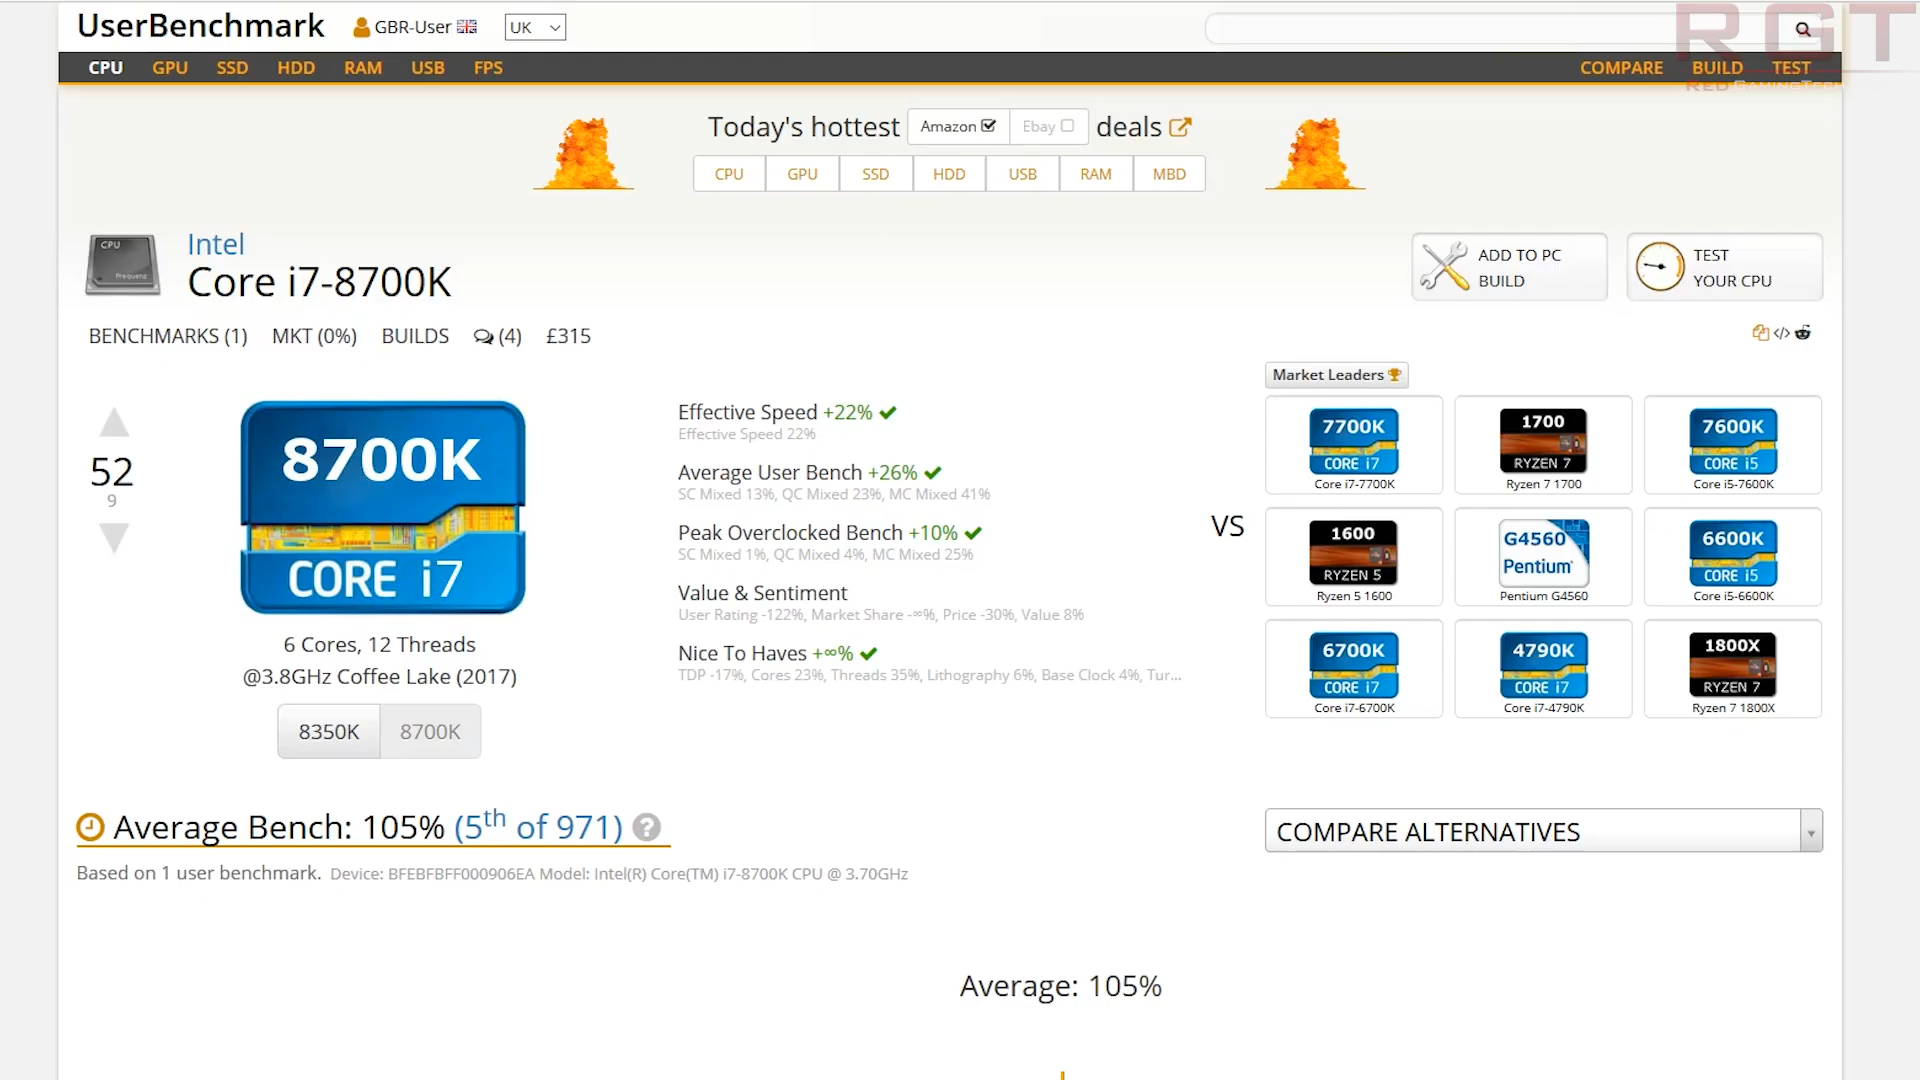 UserBenchmark
GBR-User
UK
RGT
RED GAMINGTECH
CPU GPU SSD HDD RAM USB FPS
COMPARE BUILD TEST
Today's hottest Amazon Ebay deals
CPU GPU SSD HDD USB RAM MBD
CPU
Frequenz
Intel
Core i7-8700K
ADD TO PC
BUILD
TEST
YOUR CPU
BENCHMARKS (1) MKT (0%) BUILDS (4) £315
</>
52
9
8700K
CORE i7
6 Cores, 12 Threads
@3.8GHz Coffee Lake (2017)
8350K 8700K
Effective Speed +22%
Effective Speed 22%
Average User Bench +26%
SC Mixed 13%, QC Mixed 23%, MC Mixed 41%
Peak Overclocked Bench +10%
SC Mixed 1%, QC Mixed 4%, MC Mixed 25%
Value & Sentiment
User Rating -122%, Market Share -∞%, Price -30%, Value 8%
Nice To Haves +∞%
TDP -17%, Cores 23%, Threads 35%, Lithography 6%, Base Clock 4%, Tur...
VS
Market Leaders
7700K
CORE i7
Core i7-7700K
1700
RYZEN 7
Ryzen 7 1700
7600K
CORE i5
Core i5-7600K
1600
RYZEN 5
Ryzen 5 1600
G4560
Pentium
Pentium G4560
6600K
CORE i5
Core i5-6600K
6700K
CORE i7
Core i7-6700K
4790K
CORE i7
Core i7-4790K
1800X
RYZEN 7
Ryzen 7 1800X
Average Bench: 105% (5th of 971) ?
Based on 1 user benchmark. Device: BFEBFBFF000906EA Model: Intel(R) Core(TM) i7-8700K CPU @ 3.70GHz
COMPARE ALTERNATIVES
Average: 105%